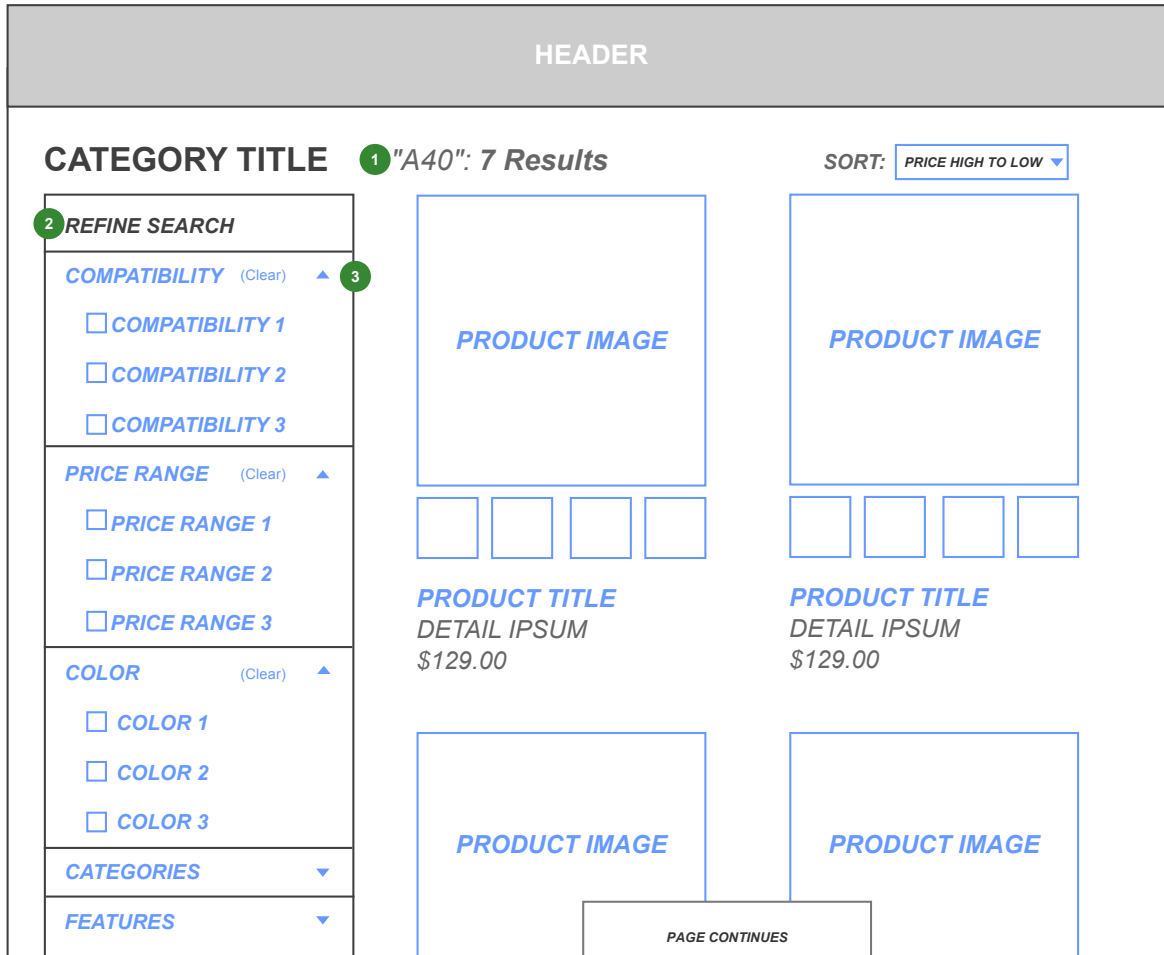 HEADER
CATEGORY TITLE
1 "A40": 7 Results
SORT: PRICE HIGH TO LOW
2 REFINE SEARCH
COMPATIBILITY (Clear) 3
COMPATIBILITY 1
COMPATIBILITY 2
COMPATIBILITY 3
PRICE RANGE (Clear)
PRICE RANGE 1
PRICE RANGE 2
PRICE RANGE 3
COLOR (Clear)
COLOR 1
COLOR 2
COLOR 3
CATEGORIES
FEATURES
PRODUCT IMAGE
PRODUCT TITLE
DETAIL IPSUM
$129.00
PRODUCT IMAGE
PRODUCT TITLE
DETAIL IPSUM
$129.00
PRODUCT IMAGE
PRODUCT IMAGE
PAGE CONTINUES